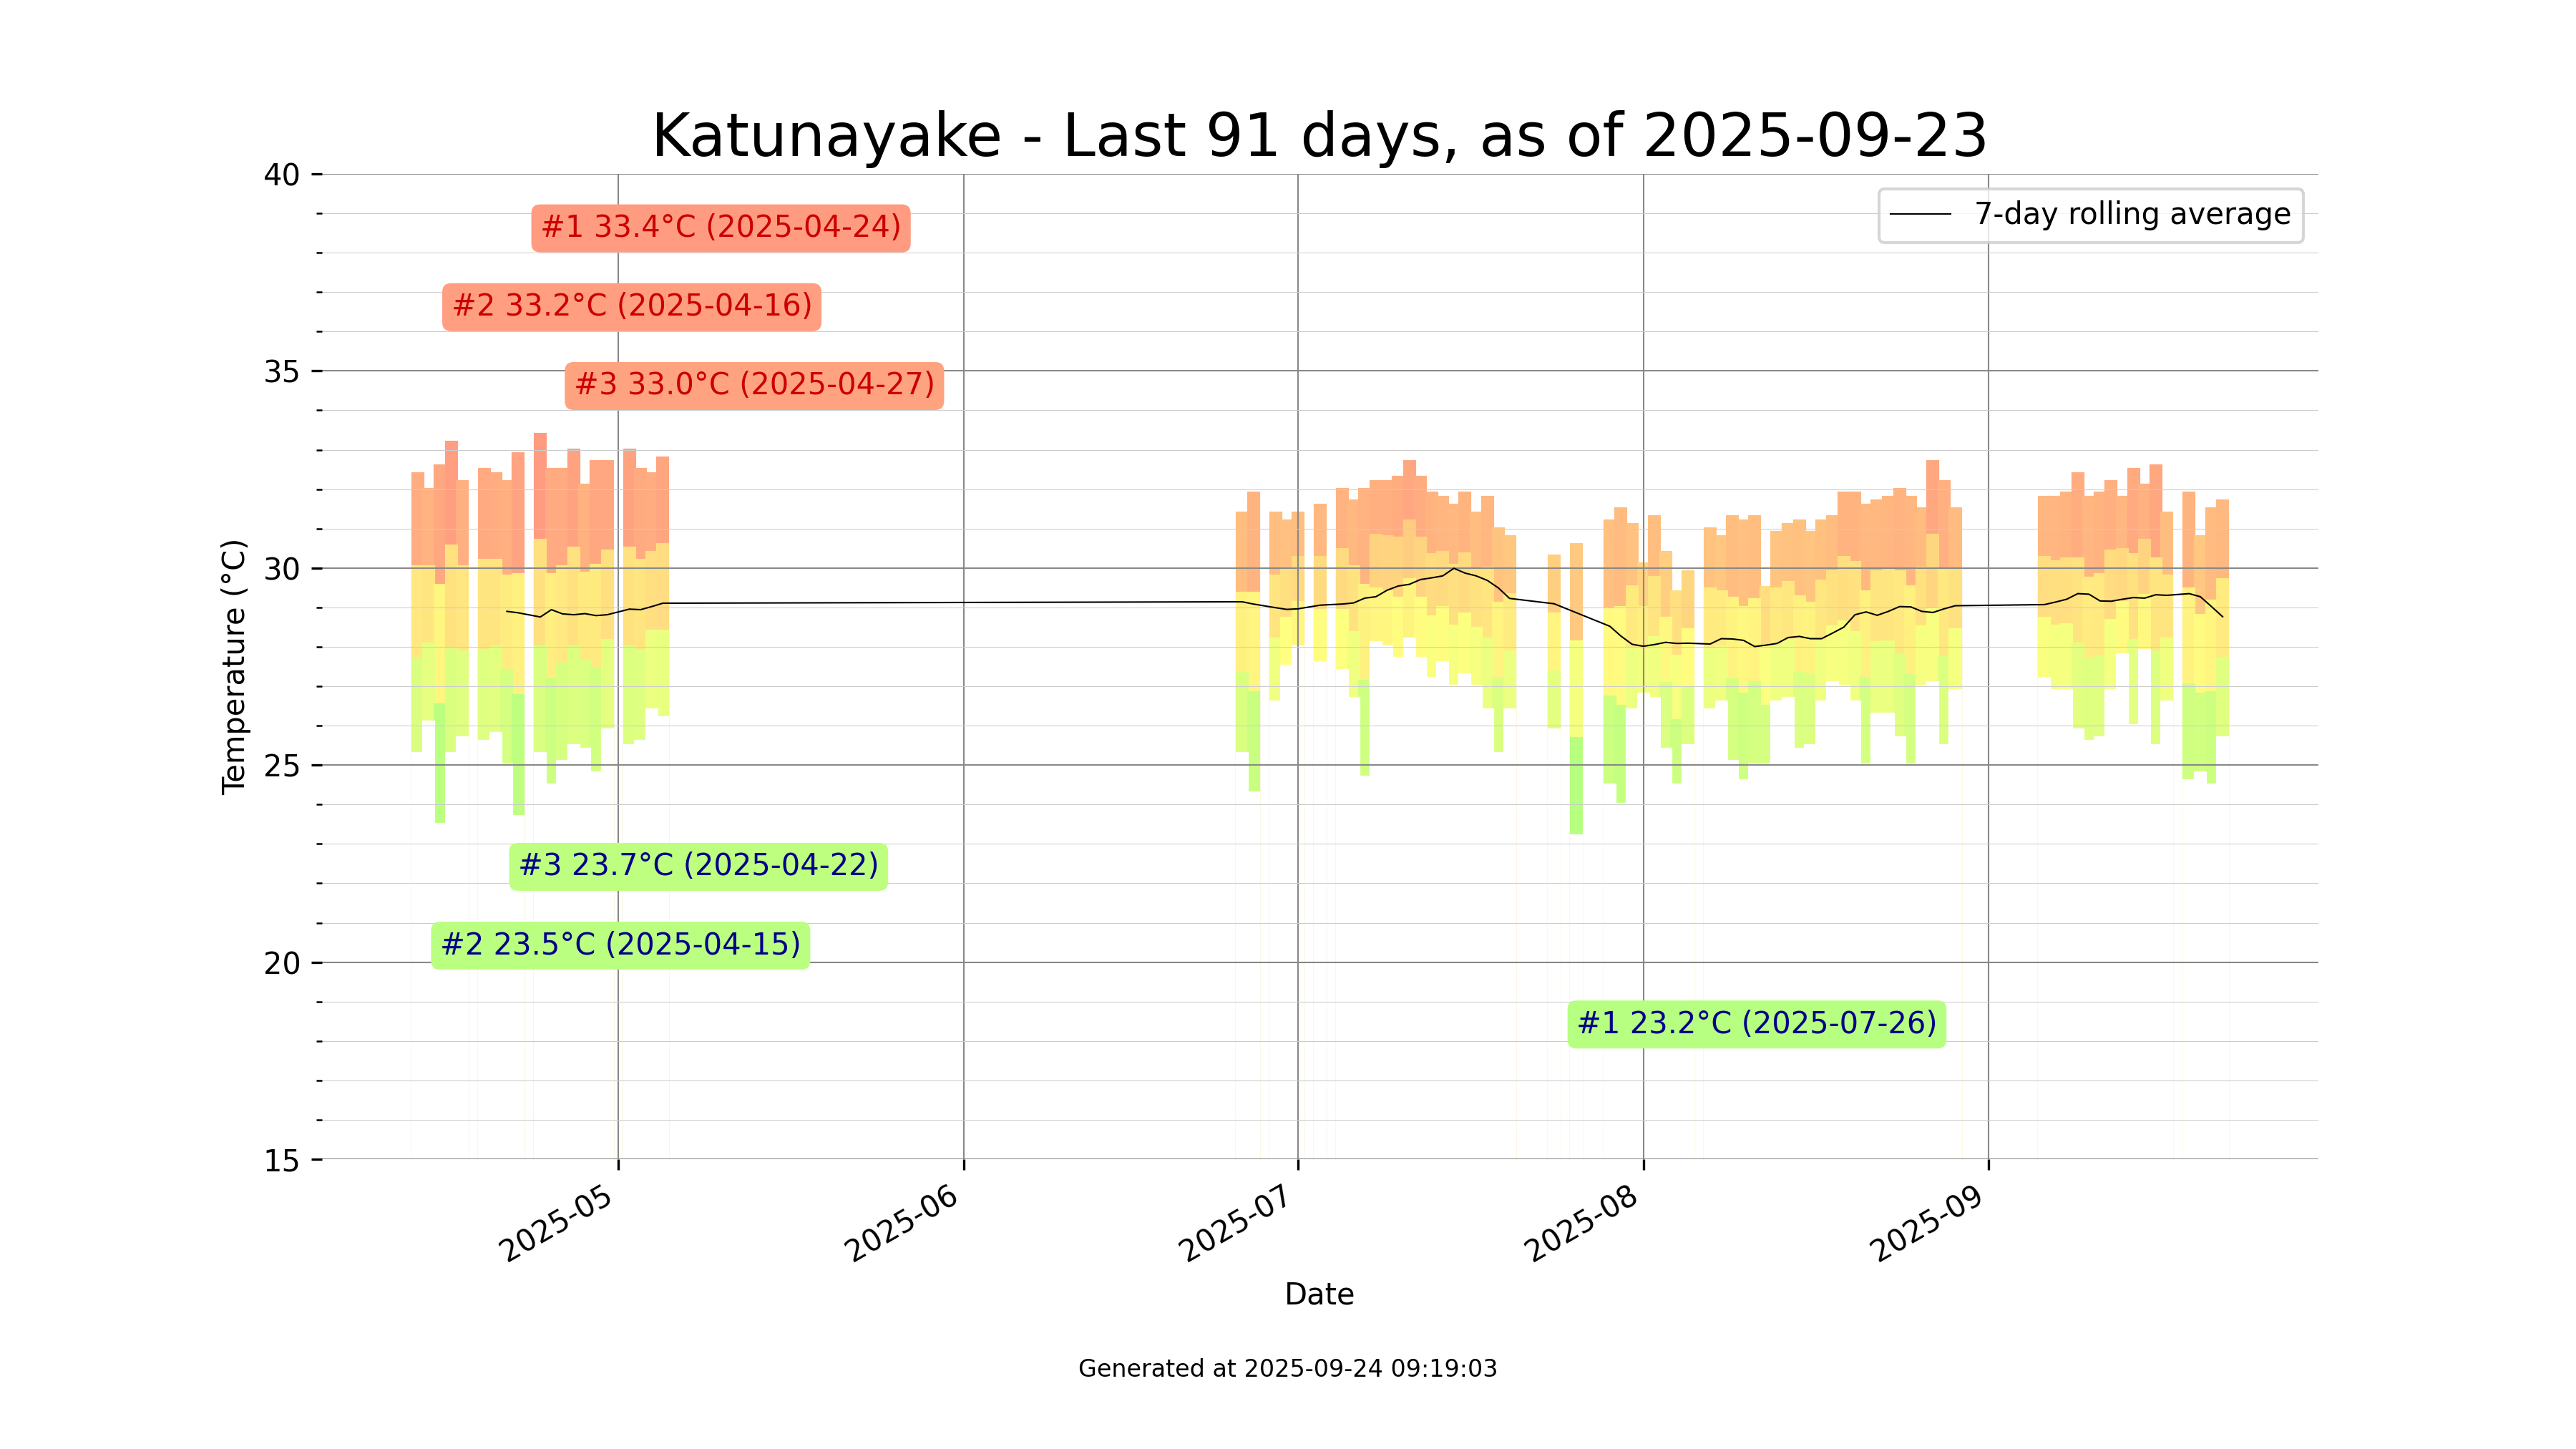 Katunayake - Last 91 days, as of 2025-09-23
40
7-day rolling average
#1 33.4°C (2025-04-24)
#2 33.2°C (2025-04-16)
35
#3 33.0°C (2025-04-27)
30
Temperature (°C)
25
#3 23.7°C (2025-04-22)
#2 23.5°C (2025-04-15)
20
#1 23.2°C (2025-07-26)
15
2025-05
2025-06
2025-07
2025-08
2025-09
Date
Generated at 2025-09-24 09:19:03